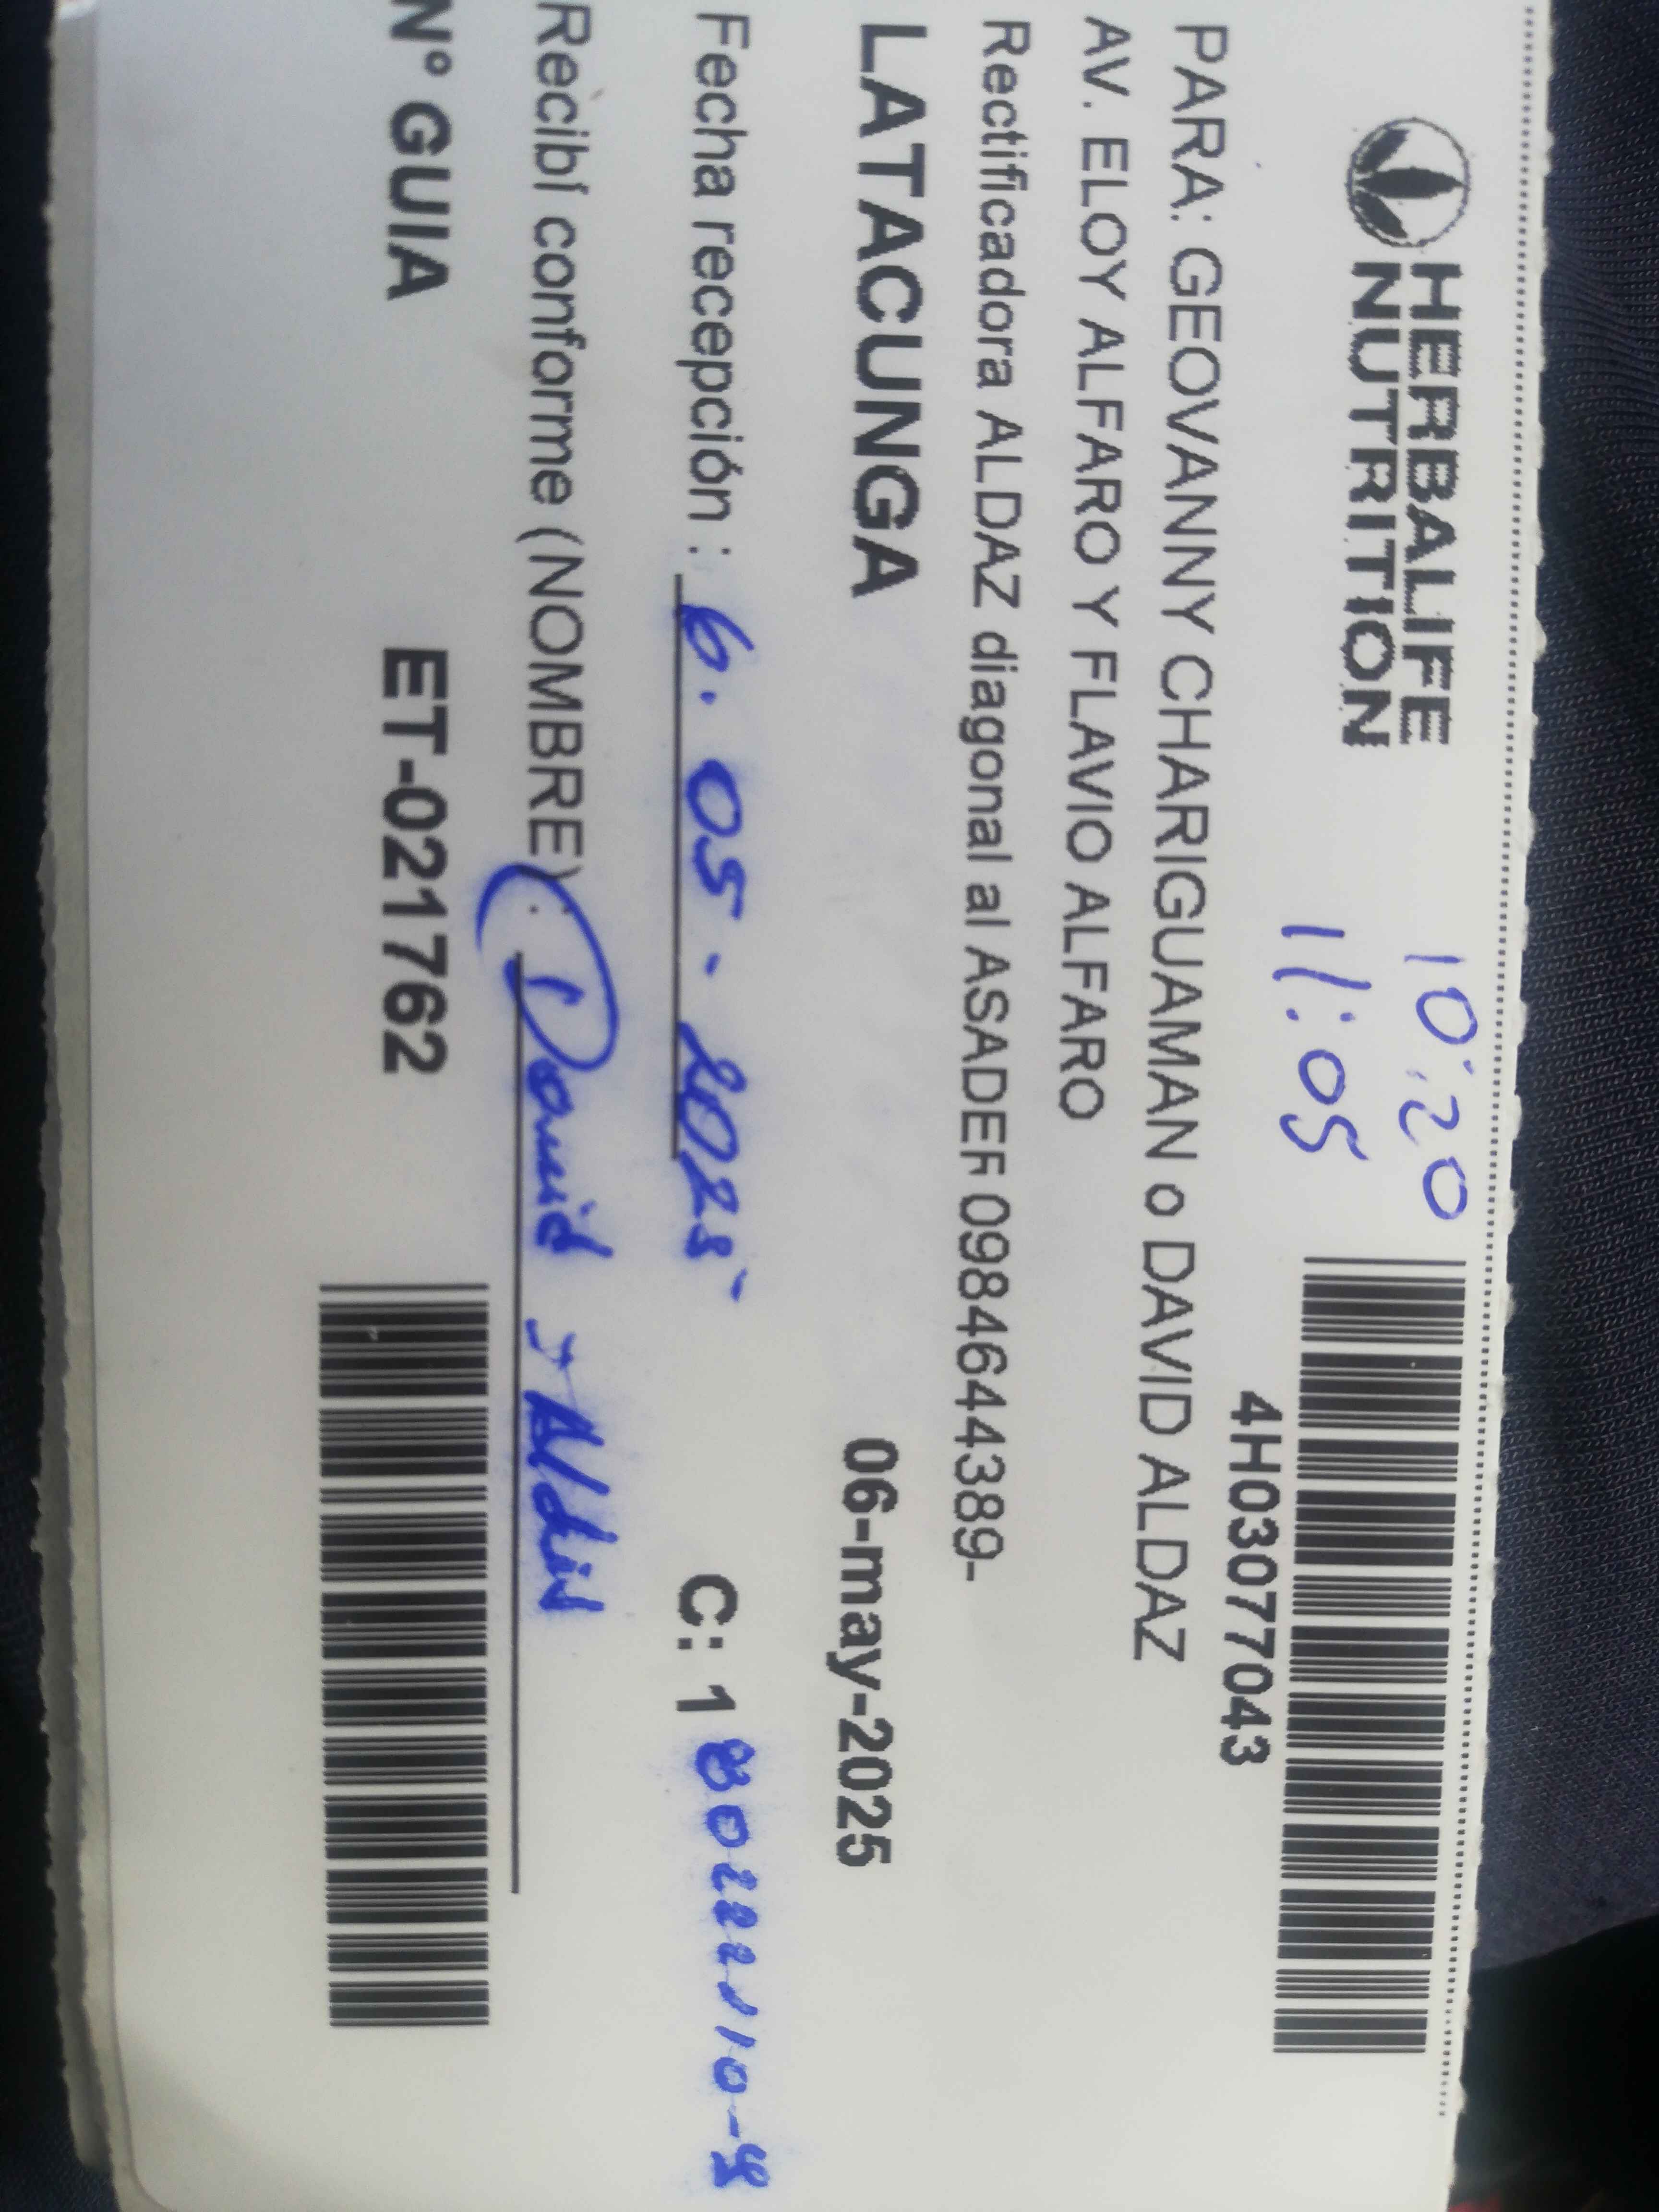 HERBALIFE
NUTRITION
10:20
11:05
4H03077043
PARA: GEOVANNY CHARIGUAMAN o DAVID ALDAZ
AV. ELOY ALFARO Y FLAVIO ALFARO
Rectificadora ALDAZ diagonal al ASADEF 0984644389-
LATACUNGA 06-may-2025
Fecha recepción : 6. 05 - 2025 C: 1
Recibí conforme (NOMBRE): David
N° GUIA ET-021762